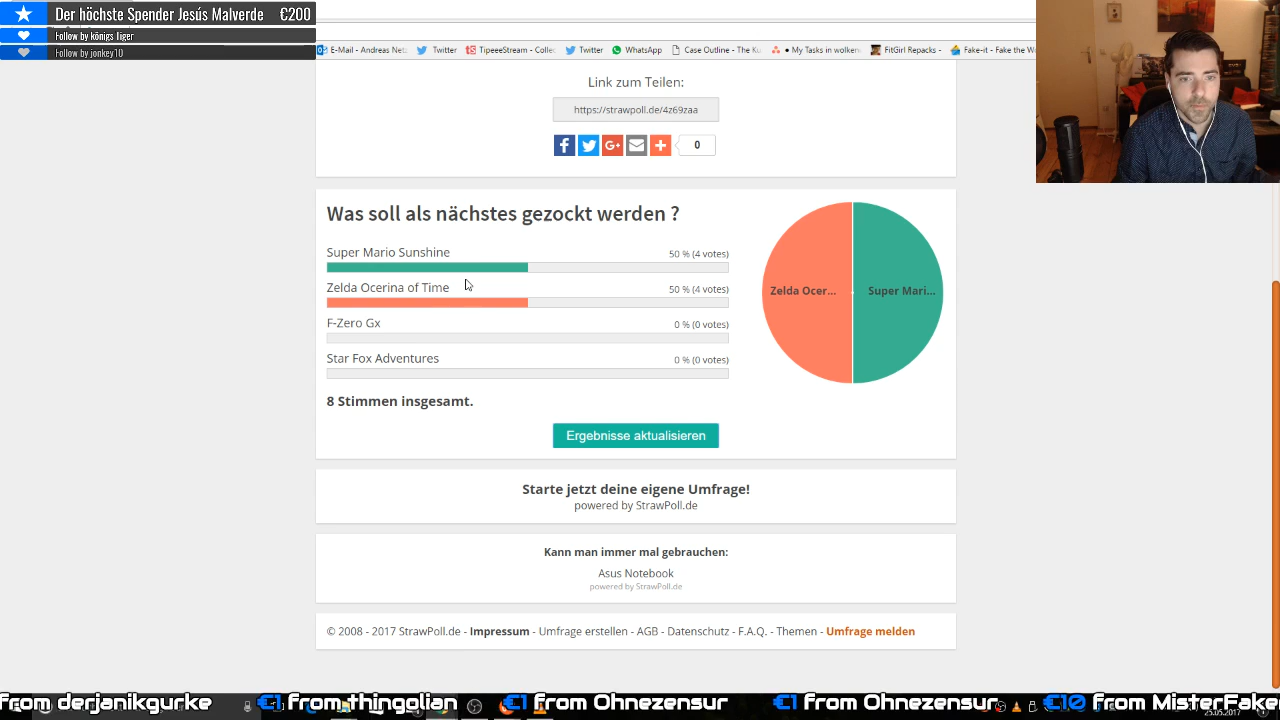 Der höchste Spender Jesús Malverde €200
Follow by königs tiger
Follow by jonkey10
E-Mail - Andreas Net
Twitter
TipeeeStream - Collec
Twitter
WhatsApp
Case Outline - The Ku
● My Tasks in wolken
FitGirl Repacks -
Fake-it - Fake the W
Link zum Teilen:
https://strawpoll.de/4z69zaa
0
Was soll als nächstes gezockt werden ?
Super Mario Sunshine 50 % (4 votes)
Zelda Ocerina of Time 50 % (4 votes)
F-Zero Gx 0 % (0 votes)
Star Fox Adventures 0 % (0 votes)
Zelda Ocer... Super Mari...
8 Stimmen insgesamt.
Ergebnisse aktualisieren
Starte jetzt deine eigene Umfrage!
powered by StrawPoll.de
Kann man immer mal gebrauchen:
Asus Notebook
powered by StrawPoll.de
© 2008 - 2017 StrawPoll.de - Impressum - Umfrage erstellen - AGB - Datenschutz - F.A.Q. - Themen - Umfrage melden
from derjanikgurke €1 from thingolian €1 from Ohnezensur €1 from Ohnezensur €10 from MisterFake
25.05.2017